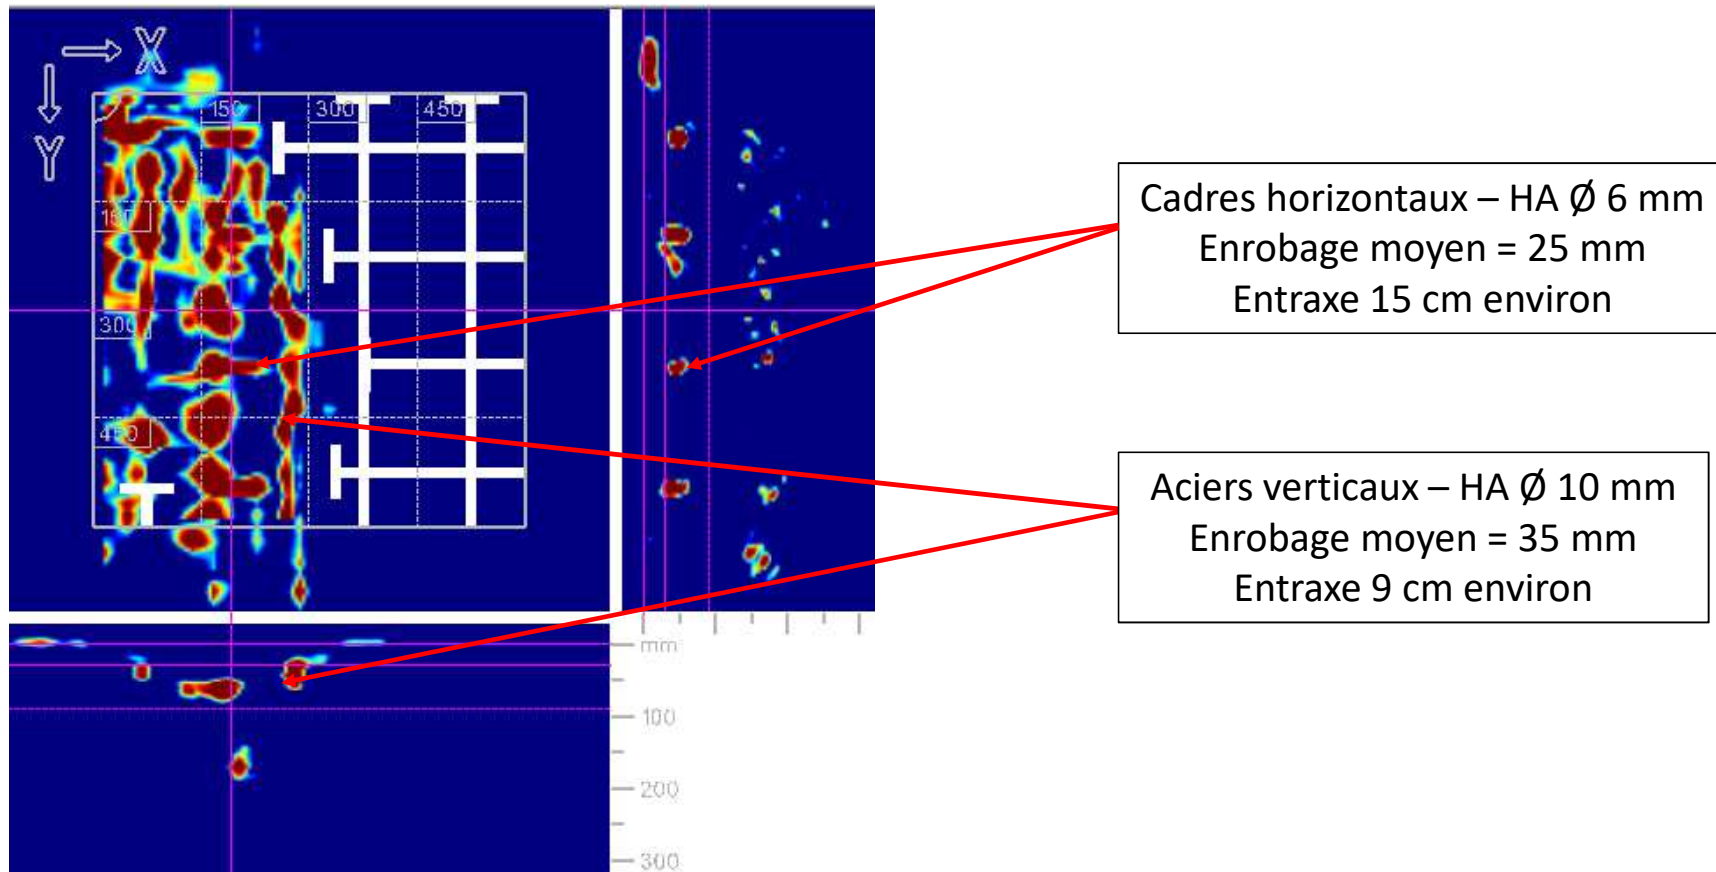 X
Y
150
300
450
150
300
450
mm
100
200
300
Cadres horizontaux – HA Ø 6 mm
Enrobage moyen = 25 mm
Entraxe 15 cm environ
Aciers verticaux – HA Ø 10 mm
Enrobage moyen = 35 mm
Entraxe 9 cm environ